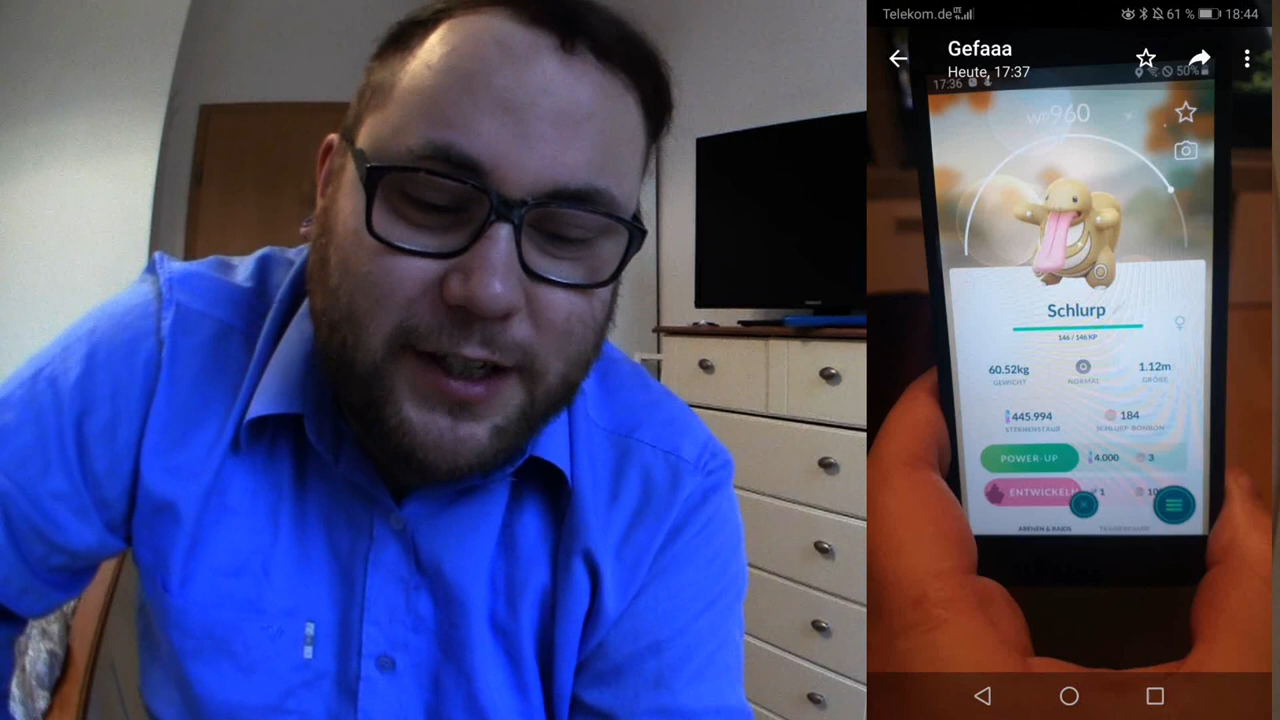 Telekom.de LTE 61 % 18:44
Gefaaa
Heute, 17:37
17:36 50%
WP960
Schlurp
146 / 146 KP
60.52kg NORMAL 1.12m
GEWICHT GRÖßE
445.994 184
STERNENSTAUB SCHLURP-BONBON
POWER-UP 4.000 3
ENTWICKELN 1
ARENEN & RAIDS